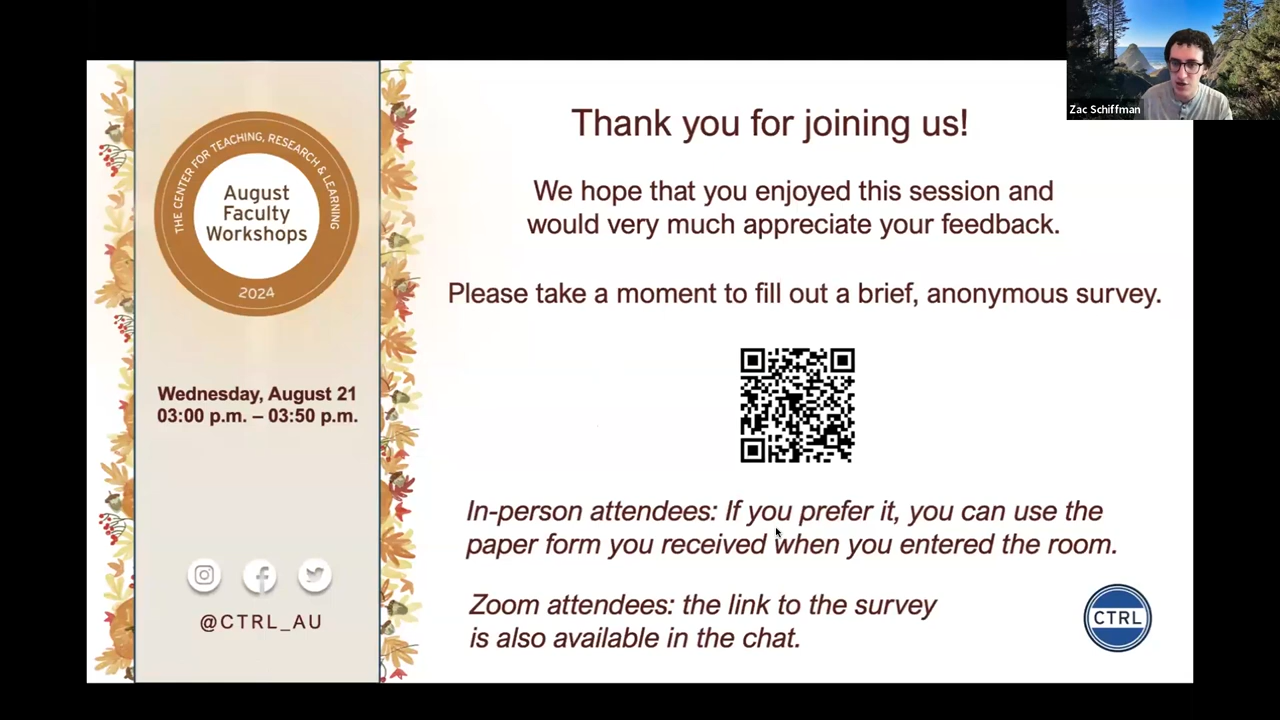 THE CENTER FOR TEACHING, RESEARCH & LEARNING
August
Faculty
Workshops
2024
Wednesday, August 21
03:00 p.m. – 03:50 p.m.
@CTRL_AU
Thank you for joining us!
We hope that you enjoyed this session and
would very much appreciate your feedback.
Please take a moment to fill out a brief, anonymous survey.
In-person attendees: If you prefer it, you can use the
paper form you received when you entered the room.
Zoom attendees: the link to the survey
is also available in the chat.
CTRL
Zac Schiffman